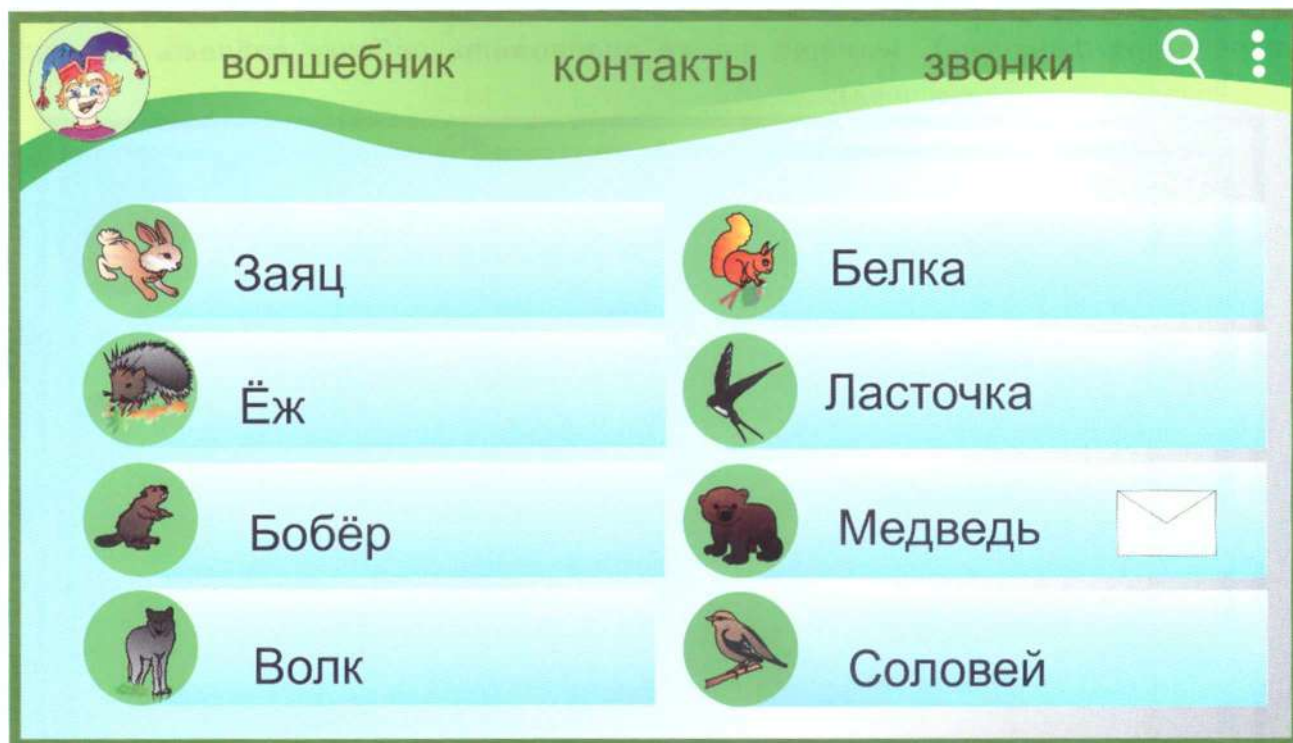 волшебник контакты звонки
Заяц
Белка
Ёж
Ласточка
Бобёр
Медведь
Волк
Соловей